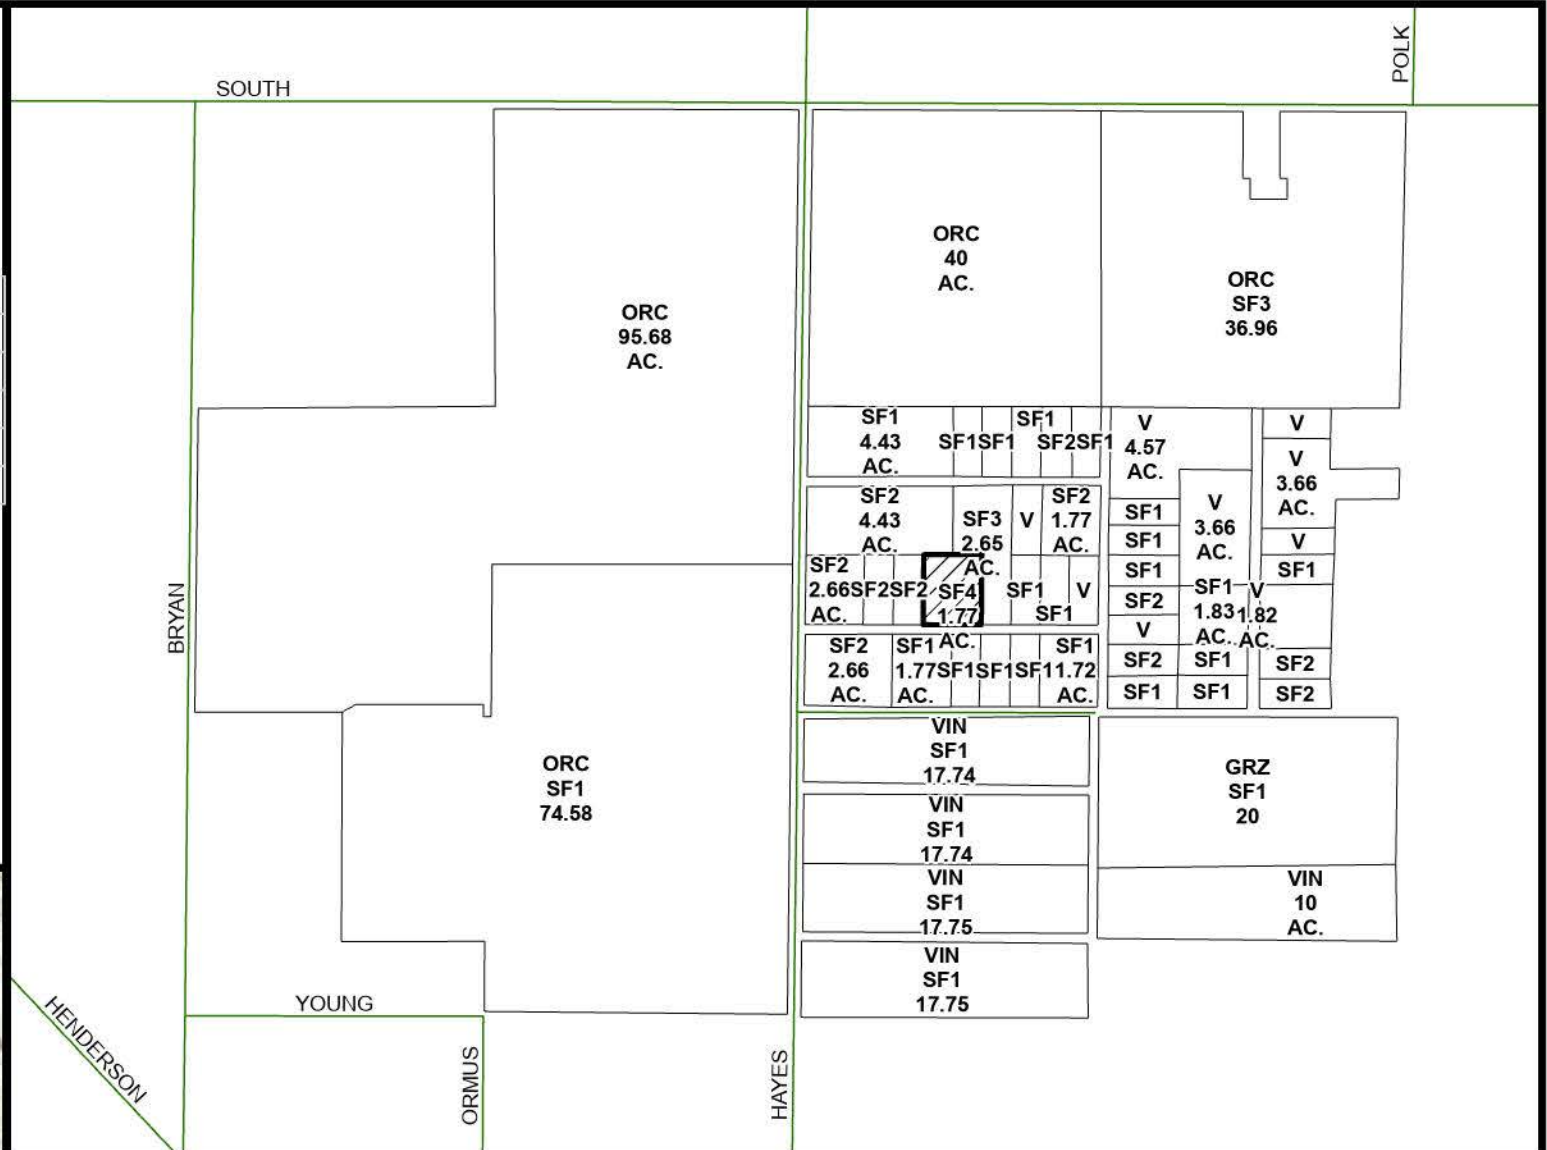 SOUTH
POLK
ORC
95.68
AC.
ORC
40
AC.
ORC
SF3
36.96
SF1
4.43
AC.
SF1
SF1
SF1
SF2
SF1
V
4.57
AC.
V
V
3.66
AC.
SF2
4.43
AC.
SF3
2.65
AC.
V
SF2
1.77
AC.
SF1
SF1
SF1
SF2
V
SF2
SF1
V
3.66
AC.
SF1
1.83
AC.
V
1.82
AC.
SF1
SF1
V
SF1
SF2
SF2
SF2
2.66
AC.
SF2
SF2
SF4
1.77
AC.
SF1
SF1
V
SF2
2.66
AC.
SF1
1.77
AC.
SF1
SF1
SF1
SF1
1.72
AC.
BRYAN
ORC
SF1
74.58
VIN
SF1
17.74
VIN
SF1
17.74
VIN
SF1
17.75
VIN
SF1
17.75
GRZ
SF1
20
VIN
10
AC.
YOUNG
HENDERSON
ORMUS
HAYES